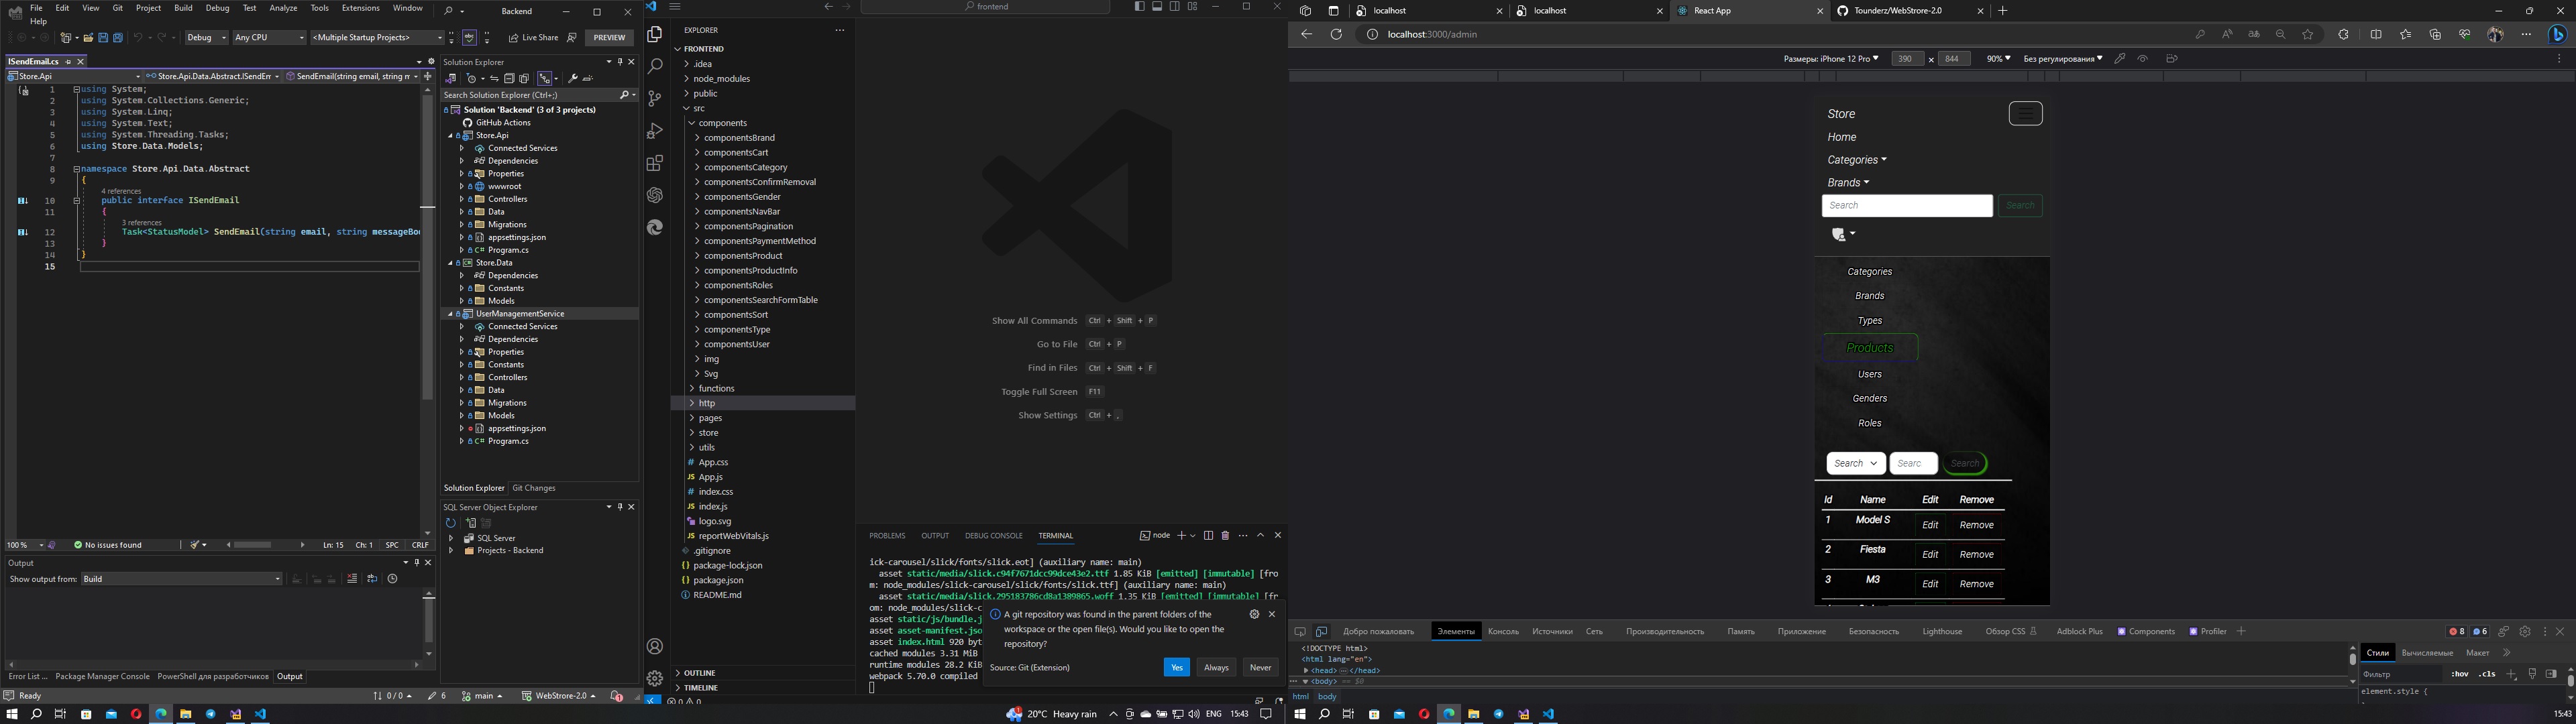 File Edit View Git Project Build Debug Test Analyze Tools Extensions Window Backend
Help
Debug Any CPU <Multiple Startup Projects> Live Share PREVIEW
ISendEmail.cs
Store.Api Store.Api.Data.Abstract.ISendEm SendEmail(string email, string m
1 using System;
2 using System.Collections.Generic;
3 using System.Linq;
4 using System.Text;
5 using System.Threading.Tasks;
6 using Store.Data.Models;
7
8 namespace Store.Api.Data.Abstract
9 {
4 references
10 public interface ISendEmail
11 {
3 references
12 Task<StatusModel> SendEmail(string email, string messageBo
13 }
14 }
15
100 % No issues found Ln: 15 Ch: 1 SPC CRLF
Output
Show output from: Build
Error List ... Package Manager Console PowerShell для разработчиков Output
Ready 0 / 0 6 main WebStore-2.0 1
Solution Explorer
Search Solution Explorer (Ctrl+;)
Solution 'Backend' (3 of 3 projects)
GitHub Actions
Store.Api
Connected Services
Dependencies
Properties
wwwroot
Controllers
Data
Migrations
appsettings.json
C# Program.cs
Store.Data
Dependencies
Constants
Models
UserManagementService
Connected Services
Dependencies
Properties
Constants
Controllers
Data
Migrations
Models
appsettings.json
C# Program.cs
Solution Explorer Git Changes
SQL Server Object Explorer
SQL Server
Projects - Backend
frontend
EXPLORER
FRONTEND
.idea
node_modules
public
src
components
componentsBrand
componentsCart
componentsCategory
componentsConfirmRemoval
componentsGender
componentsNavBar
componentsPagination
componentsPaymentMethod
componentsProduct
componentsProductInfo
componentsRoles
componentsSearchFormTable
componentsSort
componentsType
componentsUser
img
Svg
functions
http
pages
store
utils
# App.css
JS App.js
# index.css
JS index.js
logo.svg
JS reportWebVitals.js
.gitignore
{} package-lock.json
{} package.json
README.md
OUTLINE
TIMELINE
Show All Commands Ctrl + Shift + P
Go to File Ctrl + P
Find in Files Ctrl + Shift + F
Toggle Full Screen F11
Show Settings Ctrl + ,
PROBLEMS OUTPUT DEBUG CONSOLE TERMINAL node
ick-carousel/slick/fonts/slick.eot] (auxiliary name: main)
asset static/media/slick.c94f7671dcc99dce43e2.ttf 1.85 KiB [emitted] [immutable] [fro
m: node_modules/slick-carousel/slick/fonts/slick.ttf] (auxiliary name: main)
asset static/media/slick.295183786cd8a1389865.woff 1.35 KiB [emitted] [immutable] [fr
om: node_modules/slick-c
asset static/js/bundle.j
asset asset-manifest.jso
asset index.html 920 byt
cached modules 3.31 MiB
runtime modules 28.2 KiB
webpack 5.70.0 compiled
A git repository was found in the parent folders of the
workspace or the open file(s). Would you like to open the
repository?
Source: Git (Extension) Yes Always Never
0 0
20°C Heavy rain ENG 15:43
localhost localhost React App Tounderz/WebStrore-2.0
localhost:3000/admin
Размеры: iPhone 12 Pro 390 × 844 90% Без регулирования
Store
Home
Categories
Brands
Search Search
Categories
Brands
Types
Products
Users
Genders
Roles
Search Searc Search
Id Name Edit Remove
1 Model S Edit Remove
2 Fiesta Edit Remove
3 M3 Edit Remove
Добро пожаловать Элементы Консоль Источники Сеть Производительность Память Приложение Безопасность Lighthouse Обзор CSS Adblock Plus Components Profiler 8 6
<!DOCTYPE html>
<html lang="en">
<head> </head>
<body> == $0
html body
Стили Вычисляемые Макет
Фильтр :hov .cls
element.style {
15:43